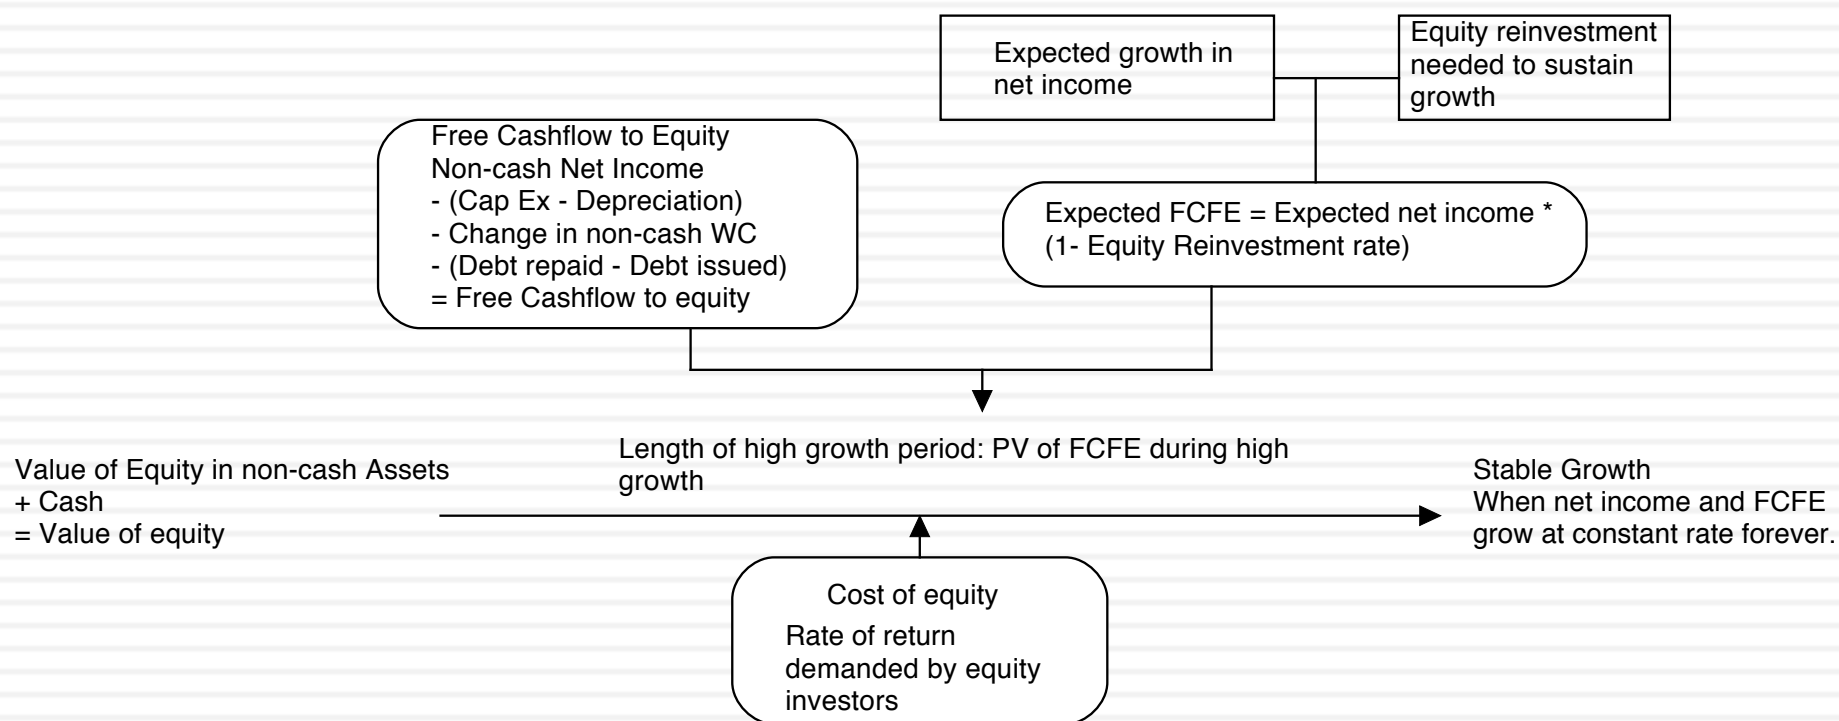 Expected growth in
net income
Equity reinvestment
needed to sustain
growth
Free Cashflow to Equity
Non-cash Net Income
- (Cap Ex - Depreciation)
- Change in non-cash WC
- (Debt repaid - Debt issued)
= Free Cashflow to equity
Expected FCFE = Expected net income *
(1- Equity Reinvestment rate)
Length of high growth period: PV of FCFE during high
growth
Value of Equity in non-cash Assets
+ Cash
= Value of equity
Stable Growth
When net income and FCFE
grow at constant rate forever.
Cost of equity
Rate of return
demanded by equity
investors